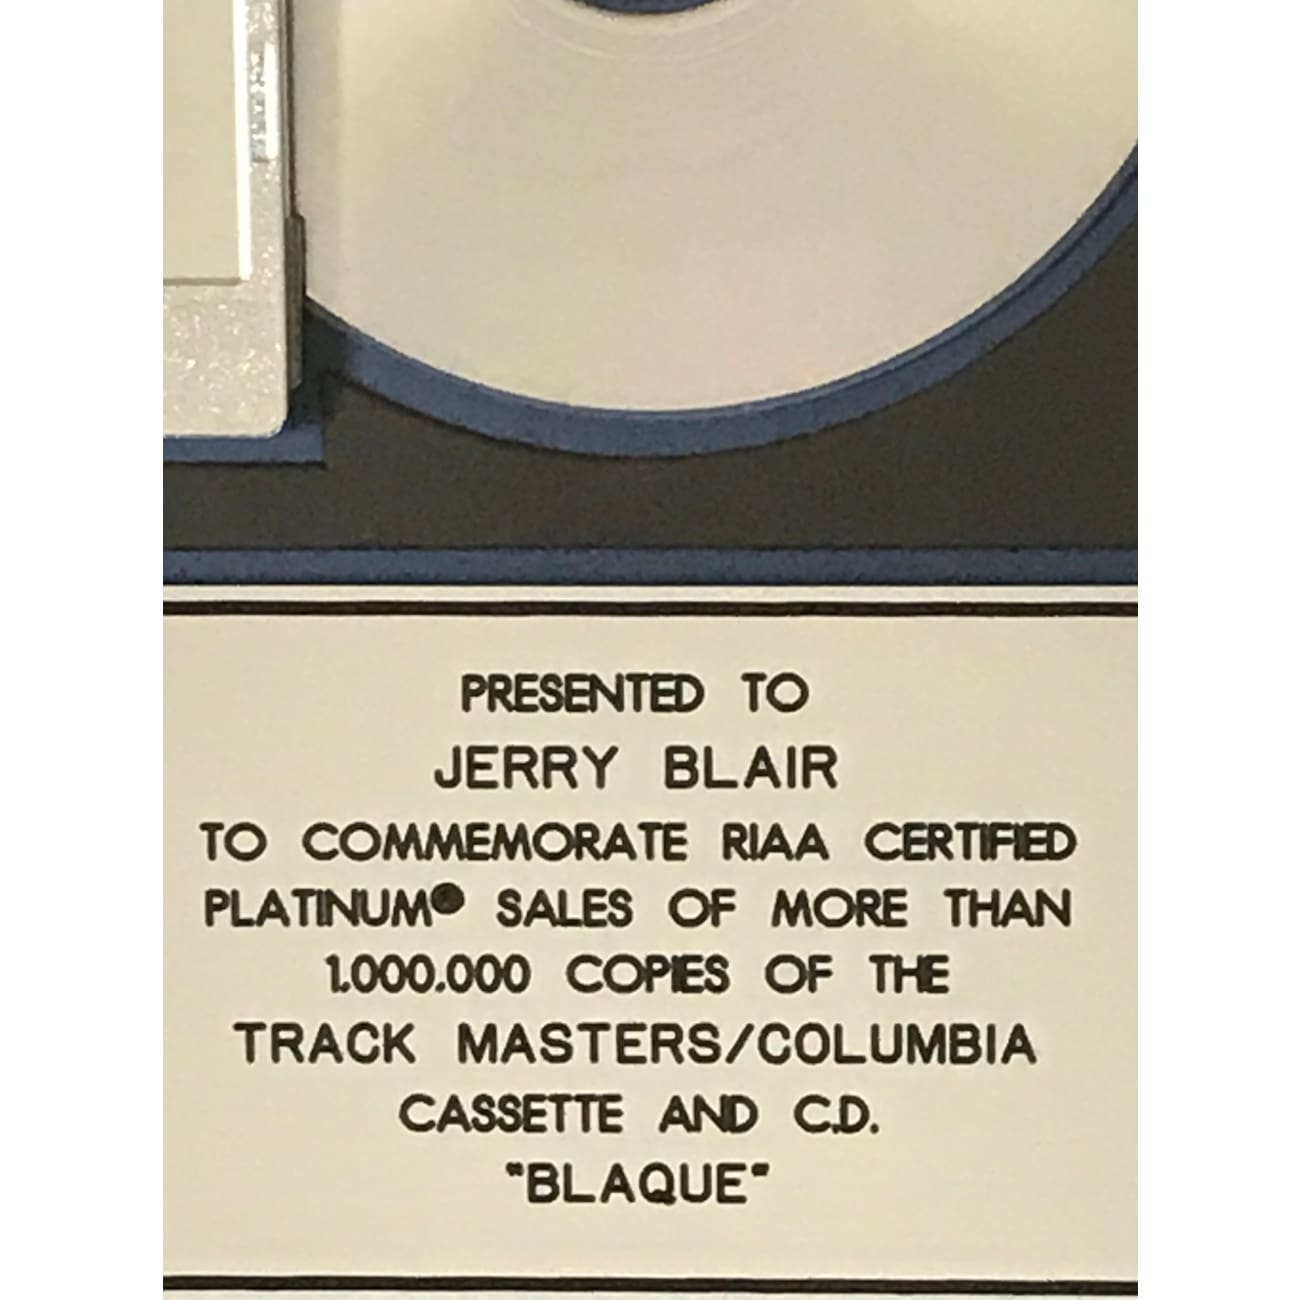 PRESENTED TO
JERRY BLAIR
TO COMMEMORATE RIAA CERTIFIED
PLATINUM® SALES OF MORE THAN
1.000.000 COPIES OF THE
TRACK MASTERS/COLUMBIA
CASSETTE AND C.D.
"BLAQUE"